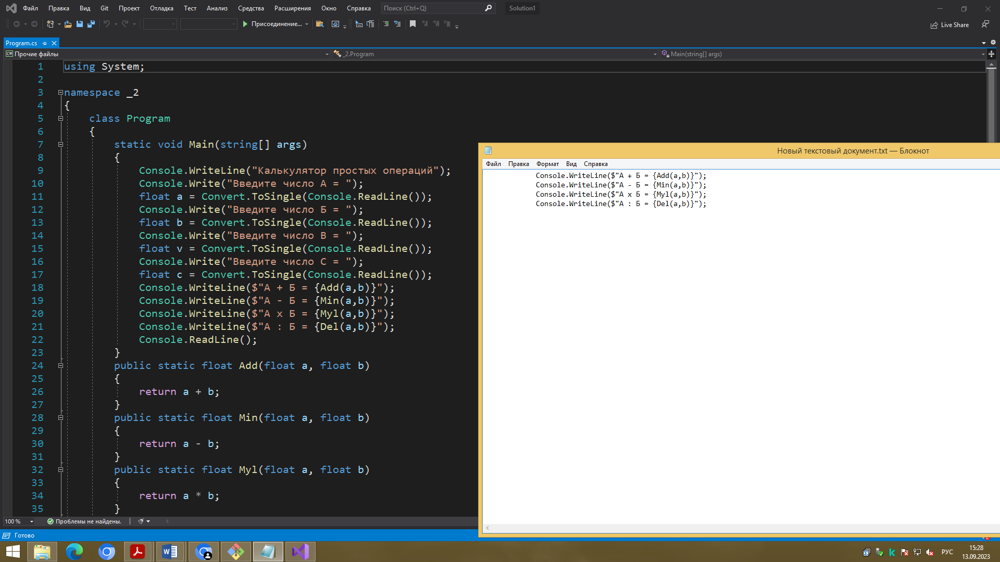 Файл Правка Вид Git Проект Отладка Тест Анализ Средства Расширения Окно Справка Поиск (Ctrl+Q) Solution1
Присоединение... Live Share
Program.cs
C# Прочие файлы _2.Program Main(string[] args)
1 using System;
2
3 namespace _2
4 {
5 class Program
6 {
7 static void Main(string[] args)
8 {
9 Console.WriteLine("Калькулятор простых операций");
10 Console.Write("Введите число А = ");
11 float a = Convert.ToSingle(Console.ReadLine());
12 Console.Write("Введите число Б = ");
13 float b = Convert.ToSingle(Console.ReadLine());
14 Console.Write("Введите число В = ");
15 float v = Convert.ToSingle(Console.ReadLine());
16 Console.Write("Введите число С = ");
17 float c = Convert.ToSingle(Console.ReadLine());
18 Console.WriteLine($"А + Б = {Add(a,b)}");
19 Console.WriteLine($"А - Б = {Min(a,b)}");
20 Console.WriteLine($"А х Б = {Myl(a,b)}");
21 Console.WriteLine($"А : Б = {Del(a,b)}");
22 Console.ReadLine();
23 }
24 public static float Add(float a, float b)
25 {
26 return a + b;
27 }
28 public static float Min(float a, float b)
29 {
30 return a - b;
31 }
32 public static float Myl(float a, float b)
33 {
34 return a * b;
35 }
100 % Проблемы не найдены.
Готово
Новый текстовый документ.txt — Блокнот
Файл Правка Формат Вид Справка
Console.WriteLine($"А + Б = {Add(a,b)}");
Console.WriteLine($"А - Б = {Min(a,b)}");
Console.WriteLine($"А х Б = {Myl(a,b)}");
Console.WriteLine($"А : Б = {Del(a,b)}");
РУС 15:28
13.09.2023